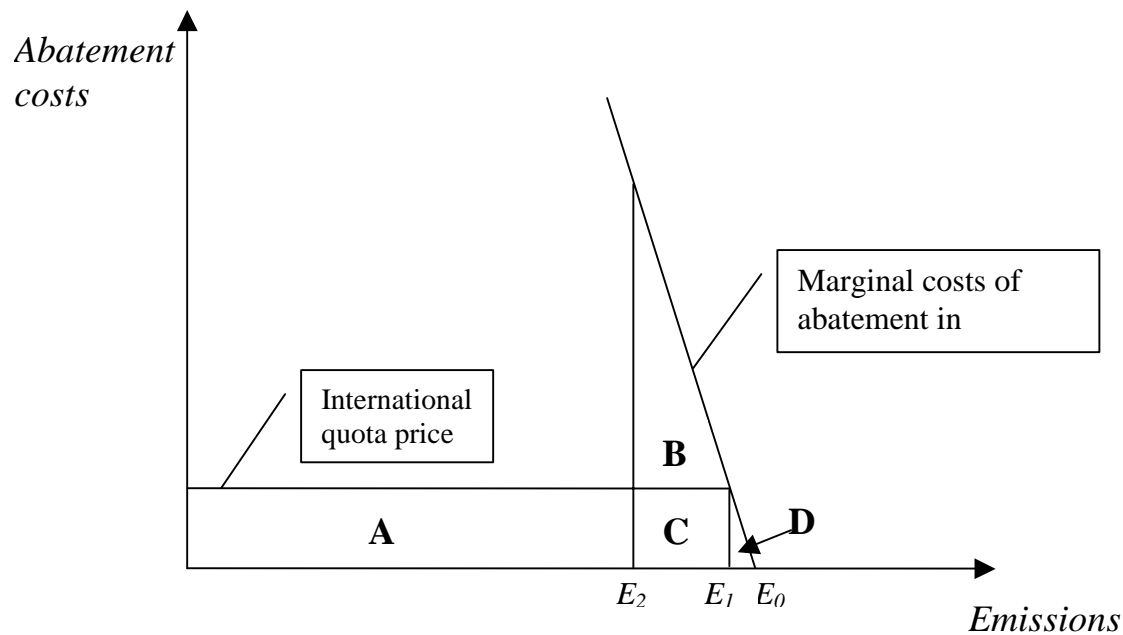 Abatement
costs
Marginal costs of
abatement in
International
quota price
B
A
C
D
E2
E1
E0
Emissions